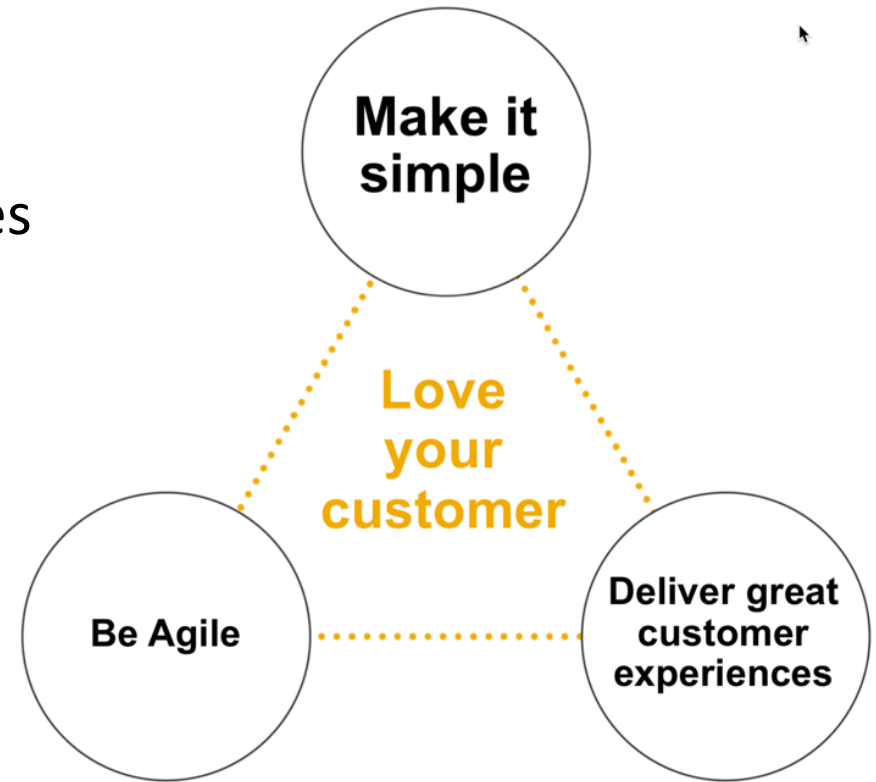 Make it
simple
es
Love
your
customer
Be Agile
Deliver great
customer
experiences